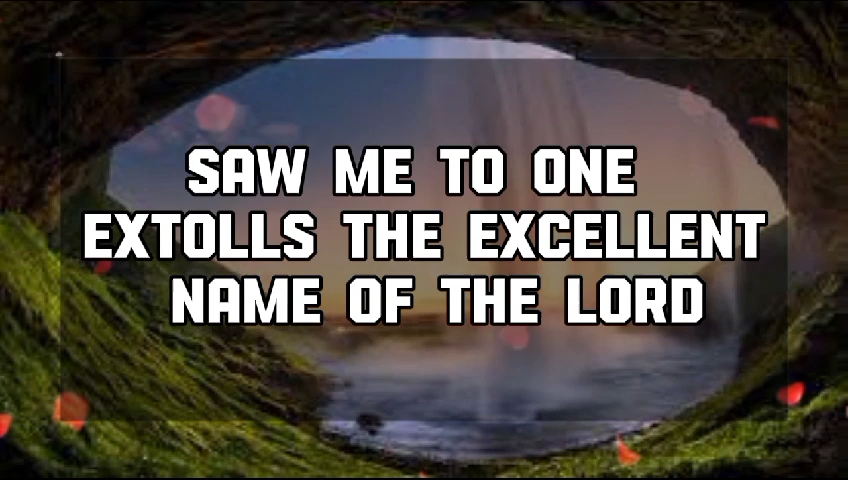 SAW ME TO ONE
EXTOLLS THE EXCELLENT
NAME OF THE LORD